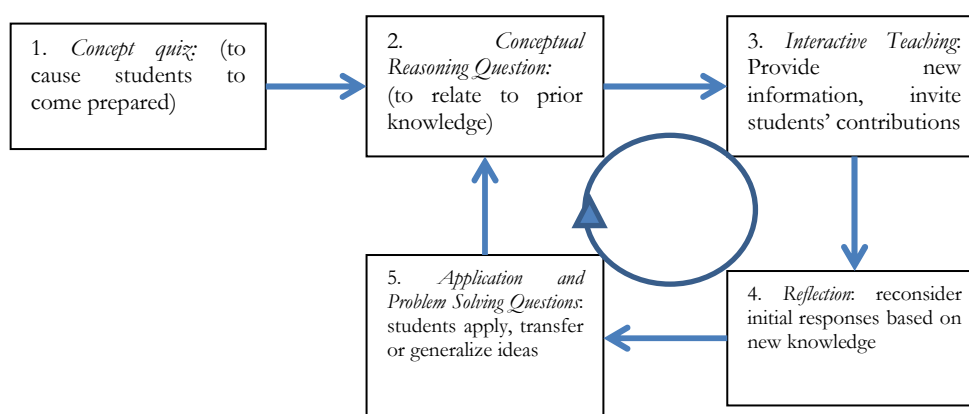 1. Concept quiz: (to
cause students to
come prepared)
2. Conceptual
Reasoning Question:
(to relate to prior
knowledge)
3. Interactive Teaching:
Provide new
information, invite
students’ contributions
4. Reflection: reconsider
initial responses based on
new knowledge
5. Application and
Problem Solving Questions:
students apply, transfer
or generalize ideas